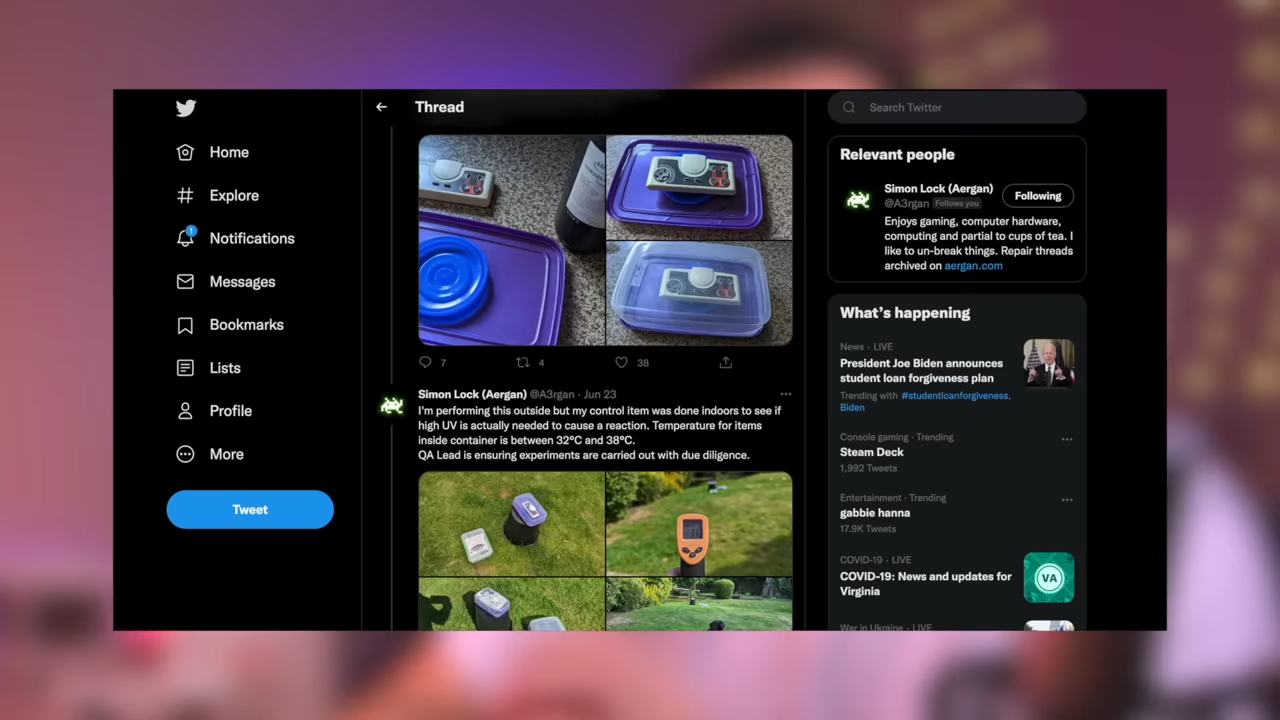 Home
Explore
1
Notifications
Messages
Bookmarks
Lists
Profile
More
Tweet
Thread
7
4
38
Simon Lock (Aergan) @A3rgan · Jun 23
I'm performing this outside but my control item was done indoors to see if
high UV is actually needed to cause a reaction. Temperature for items
inside container is between 32°C and 38°C.
QA Lead is ensuring experiments are carried out with due diligence.
Search Twitter
Relevant people
Simon Lock (Aergan)
@A3rgan Follows you
Following
Enjoys gaming, computer hardware,
computing and partial to cups of tea. I
like to un-break things. Repair threads
archived on aergan.com
What's happening
News · LIVE
President Joe Biden announces
student loan forgiveness plan
Trending with #studentloanforgiveness,
Biden
Console gaming · Trending
Steam Deck
1,992 Tweets
Entertainment · Trending
gabbie hanna
17.9K Tweets
COVID-19 · LIVE
COVID-19: News and updates for
Virginia
VA
War in Ukraine · LIVE